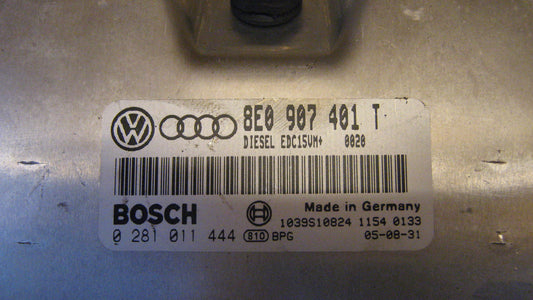 8E0 907 401 T
DIESEL EDC15VM+ 0020
BOSCH Made in Germany
1039S10824 1154 0133
0 281 011 444 810 BPG 05-08-31